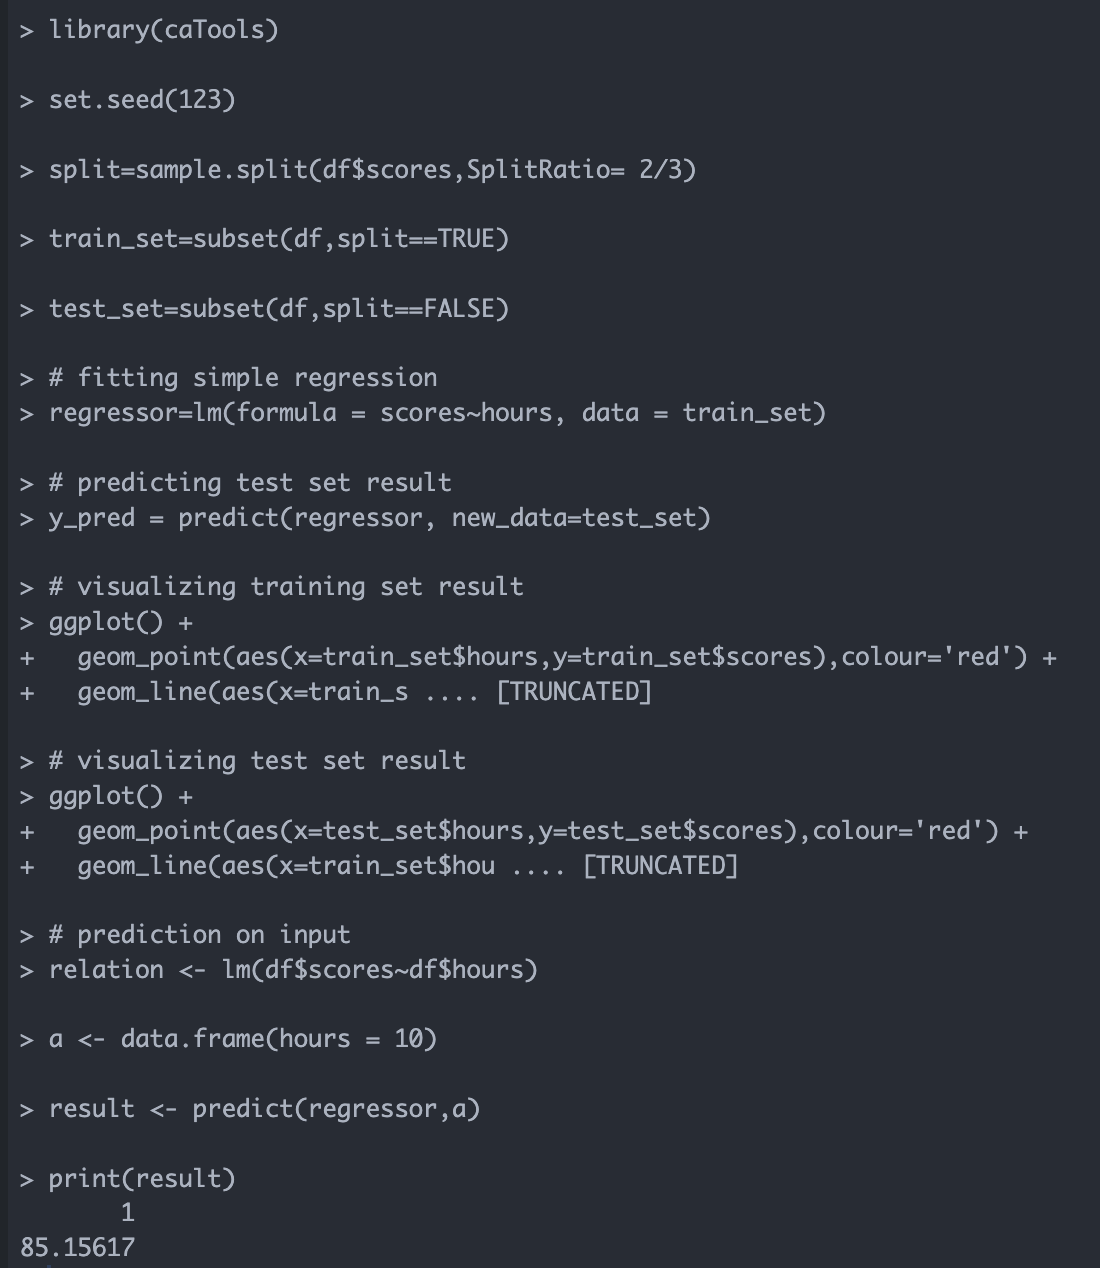 > library(caTools)
> set.seed(123)
> split=sample.split(df$scores,SplitRatio= 2/3)
> train_set=subset(df,split==TRUE)
> test_set=subset(df,split==FALSE)
> # fitting simple regression
> regressor=lm(formula = scores~hours, data = train_set)
> # predicting test set result
> y_pred = predict(regressor, new_data=test_set)
> # visualizing training set result
> ggplot() +
+   geom_point(aes(x=train_set$hours,y=train_set$scores),colour='red') +
+   geom_line(aes(x=train_s .... [TRUNCATED]
> # visualizing test set result
> ggplot() +
+   geom_point(aes(x=test_set$hours,y=test_set$scores),colour='red') +
+   geom_line(aes(x=train_set$hou .... [TRUNCATED]
> # prediction on input
> relation <- lm(df$scores~df$hours)
> a <- data.frame(hours = 10)
> result <- predict(regressor,a)
> print(result)
       1
85.15617